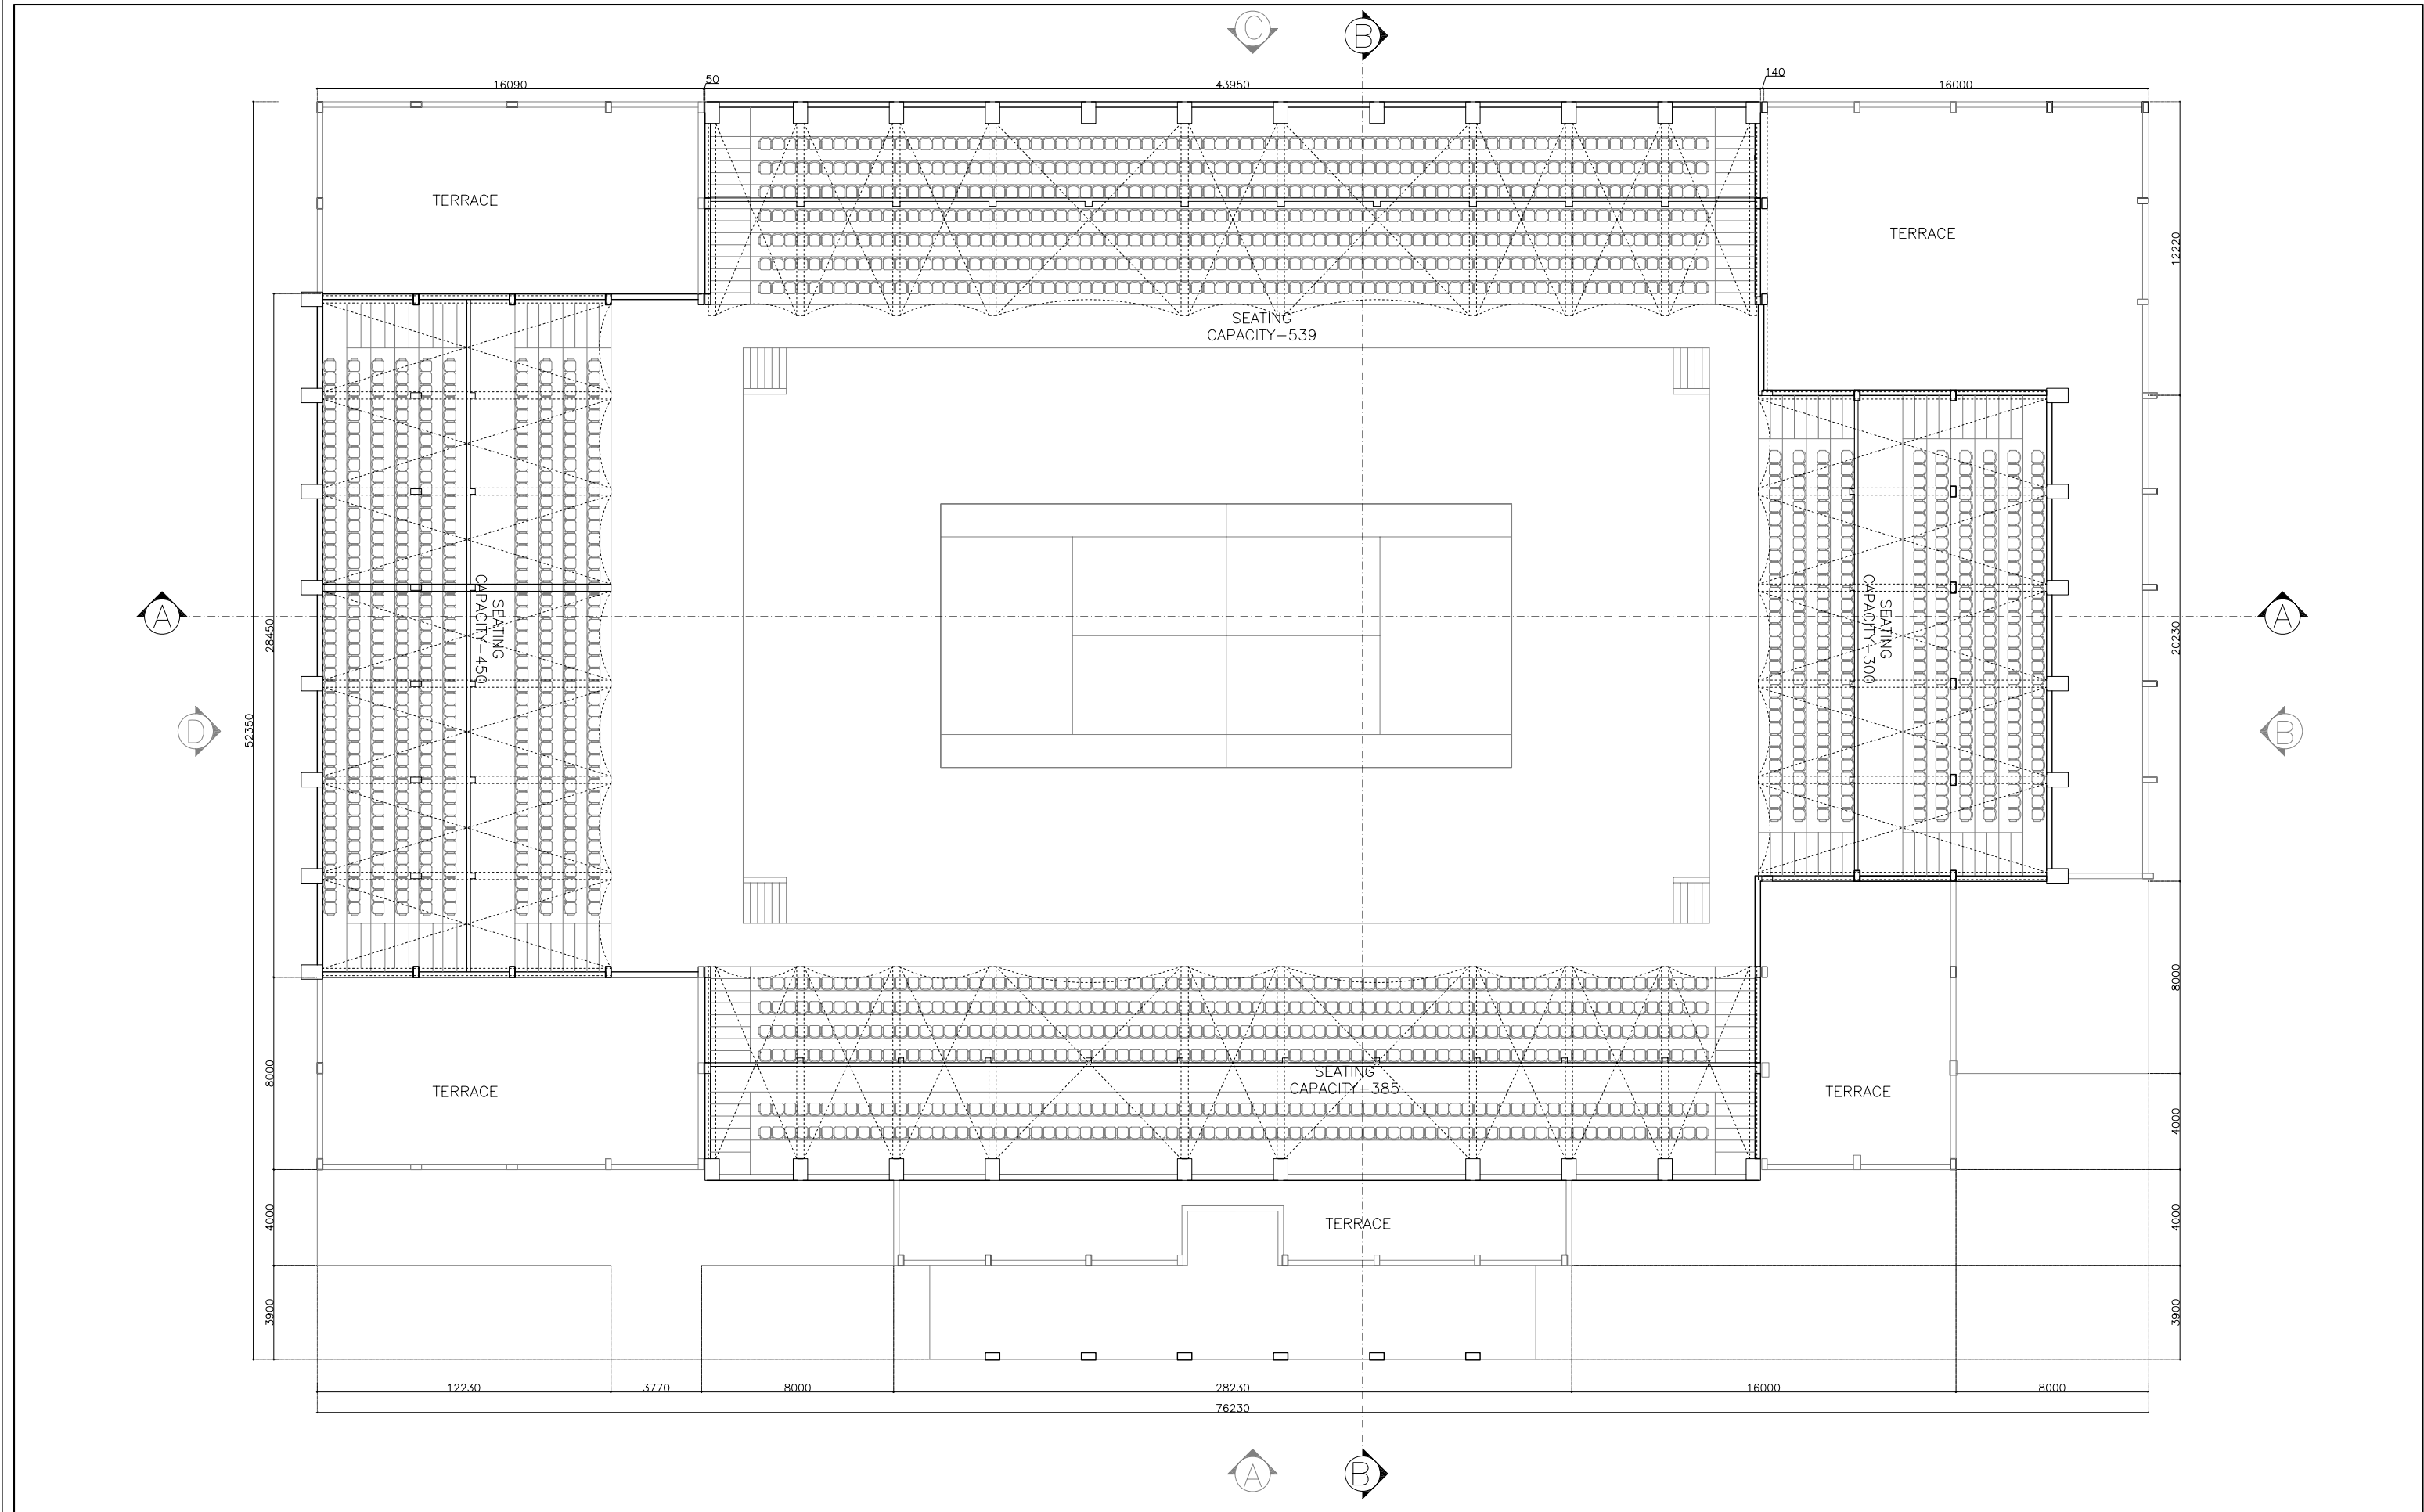 C
B
16090
50
43950
140
16000
TERRACE
TERRACE
12220
SEATING
CAPACITY-539
SEATING
CAPACITY-450
SEATING
CAPACITY-300
A
A
28450
20230
52350
D
B
8000
8000
SEATING
CAPACITY-385
TERRACE
TERRACE
4000
4000
4000
TERRACE
3900
3900
12230
3770
8000
28230
16000
8000
76230
A
B